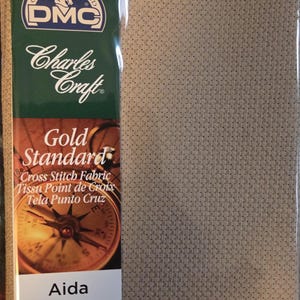 DMC
Charles
Craft®
Gold
Standard
Cross Stitch Fabric
Tissu Point de Croix
Tela Punto Cruz
Aida